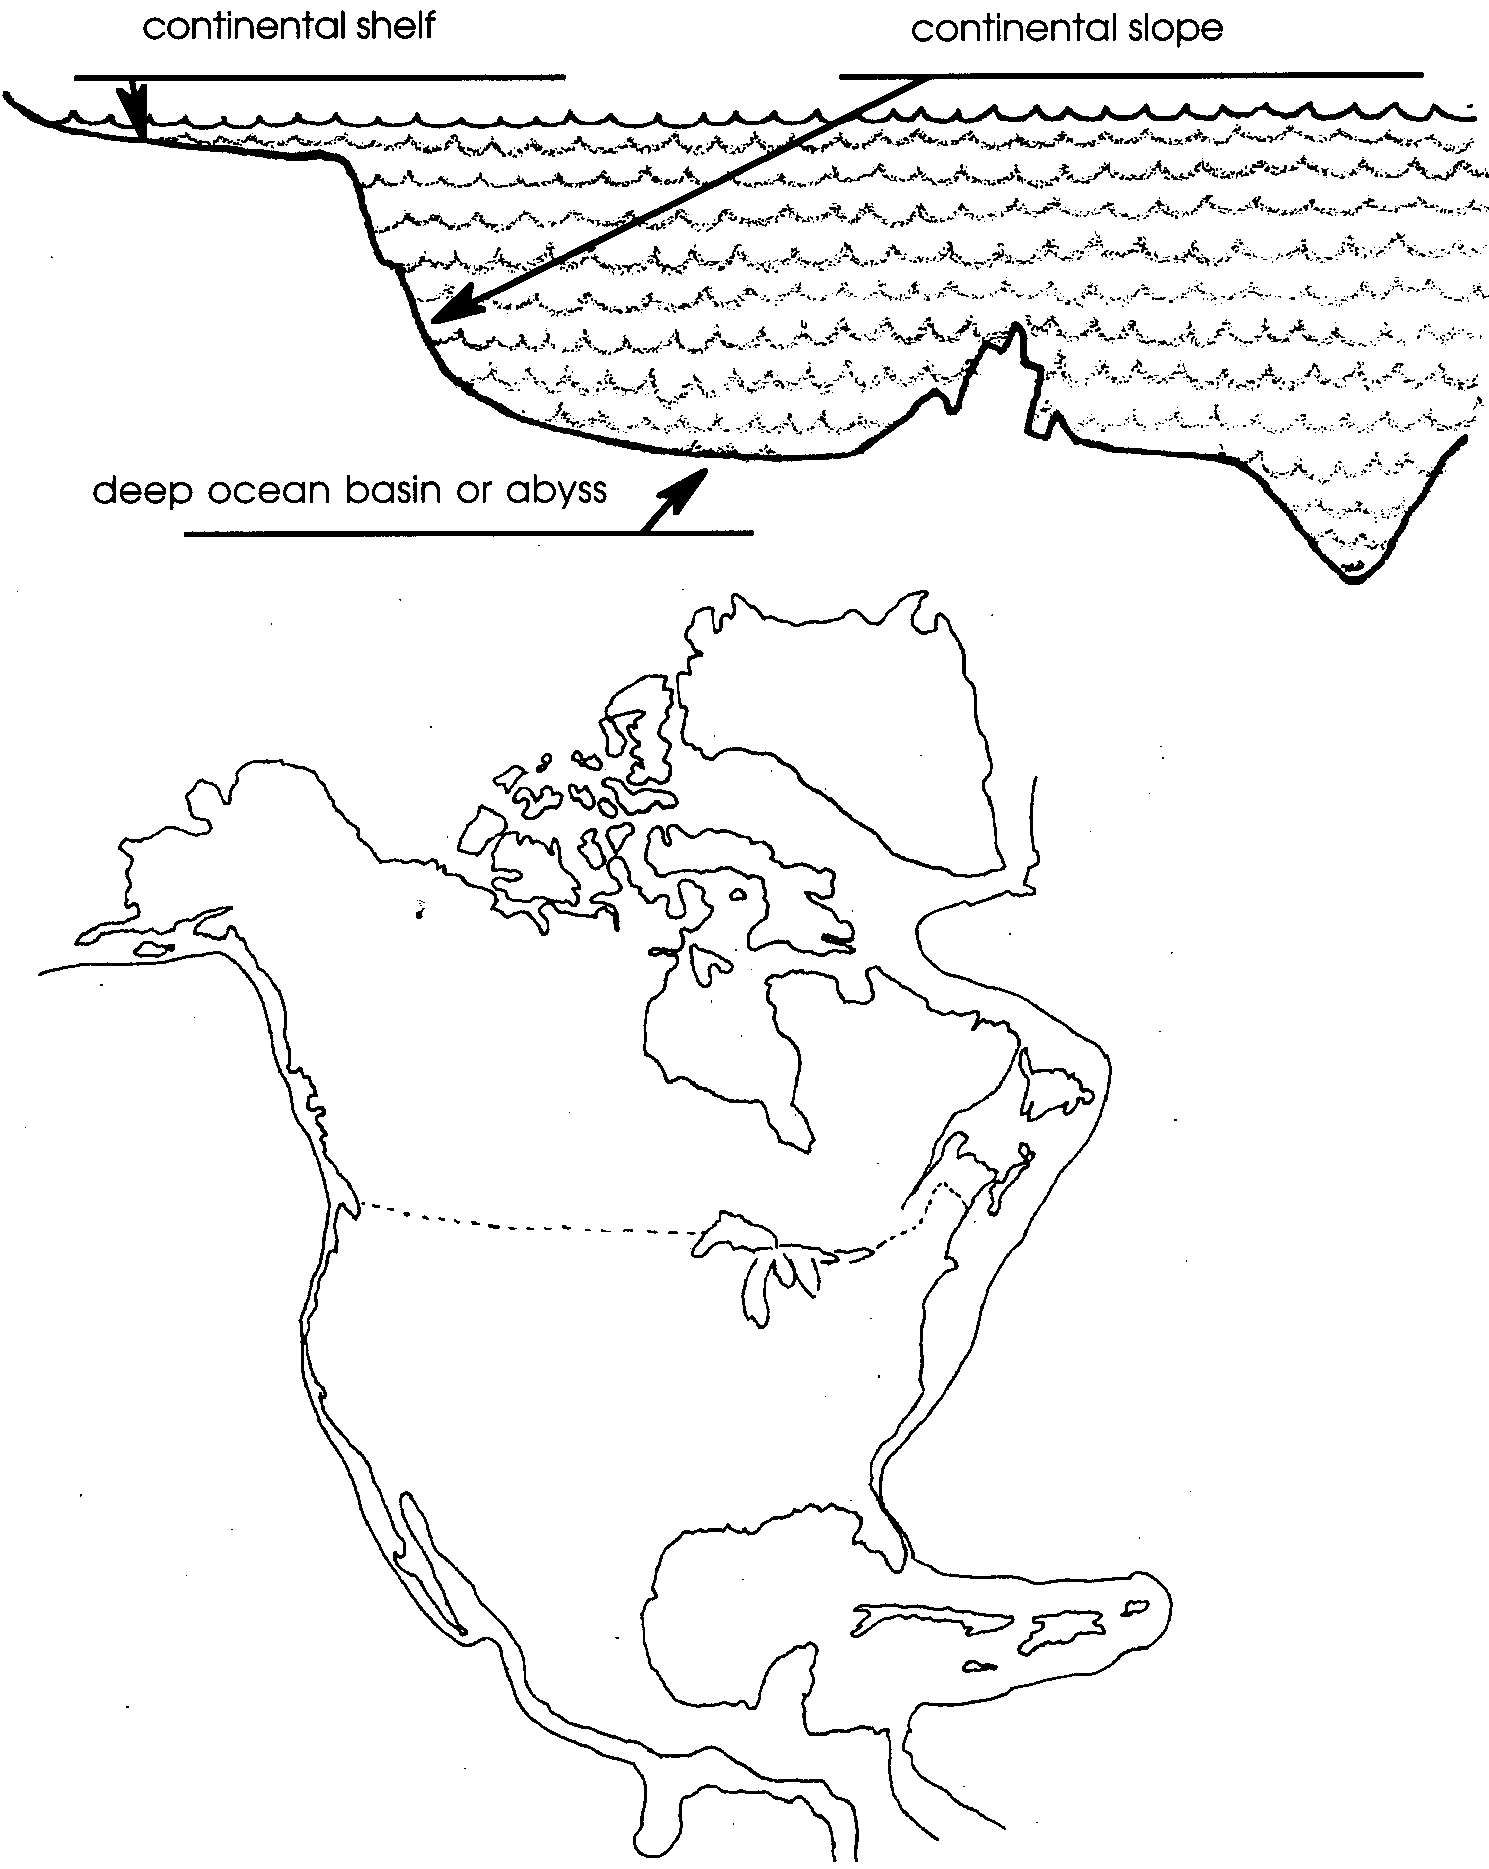 continental shelf
continental slope
deep ocean basin or abyss